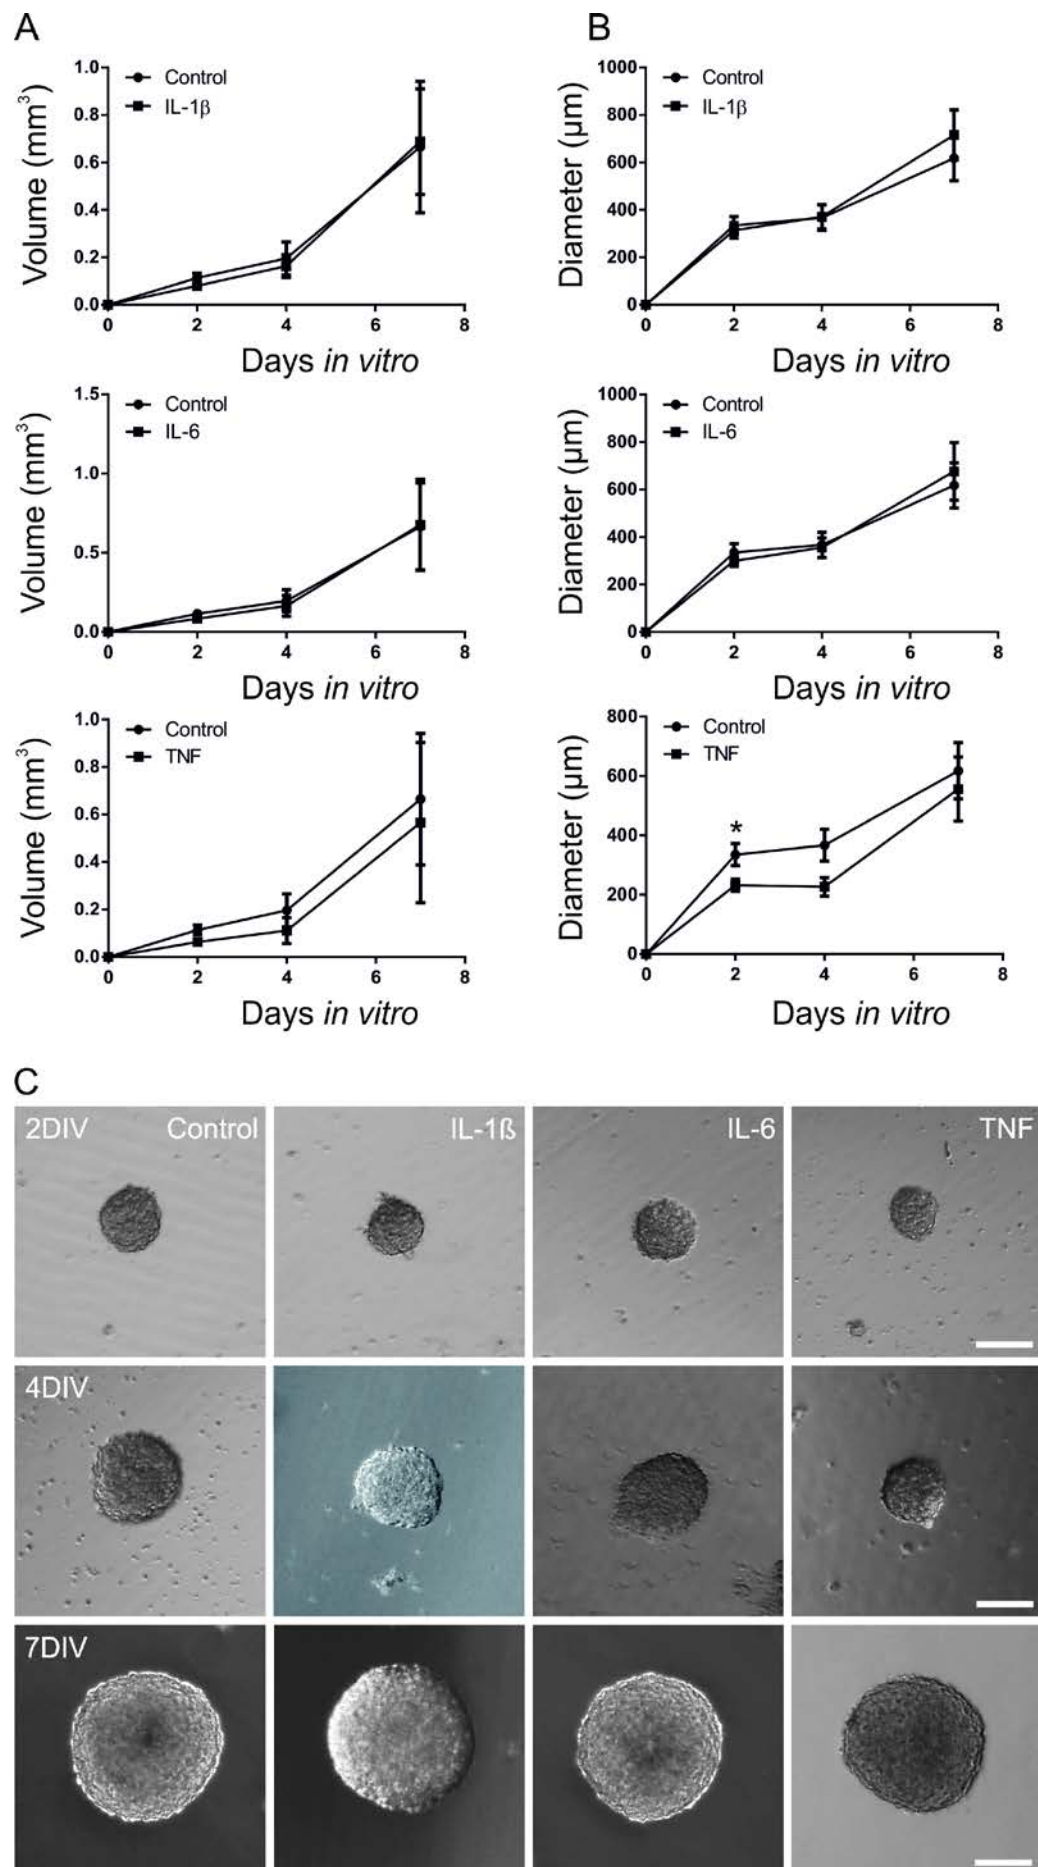 A
B
Volume (mm³)
1.0
0.8
0.6
0.4
0.2
0.0
Control
IL-1β
0 2 4 6 8
Days in vitro
Diameter (µm)
1000
800
600
400
200
0
Control
IL-1β
0 2 4 6 8
Days in vitro
Volume (mm³)
1.5
1.0
0.5
0.0
Control
IL-6
0 2 4 6 8
Days in vitro
Diameter (µm)
1000
800
600
400
200
0
Control
IL-6
0 2 4 6 8
Days in vitro
Volume (mm³)
1.0
0.8
0.6
0.4
0.2
0.0
Control
TNF
0 2 4 6 8
Days in vitro
Diameter (µm)
800
600
400
200
0
Control
TNF
*
0 2 4 6 8
Days in vitro
C
2DIV Control IL-1ß IL-6 TNF
4DIV
7DIV